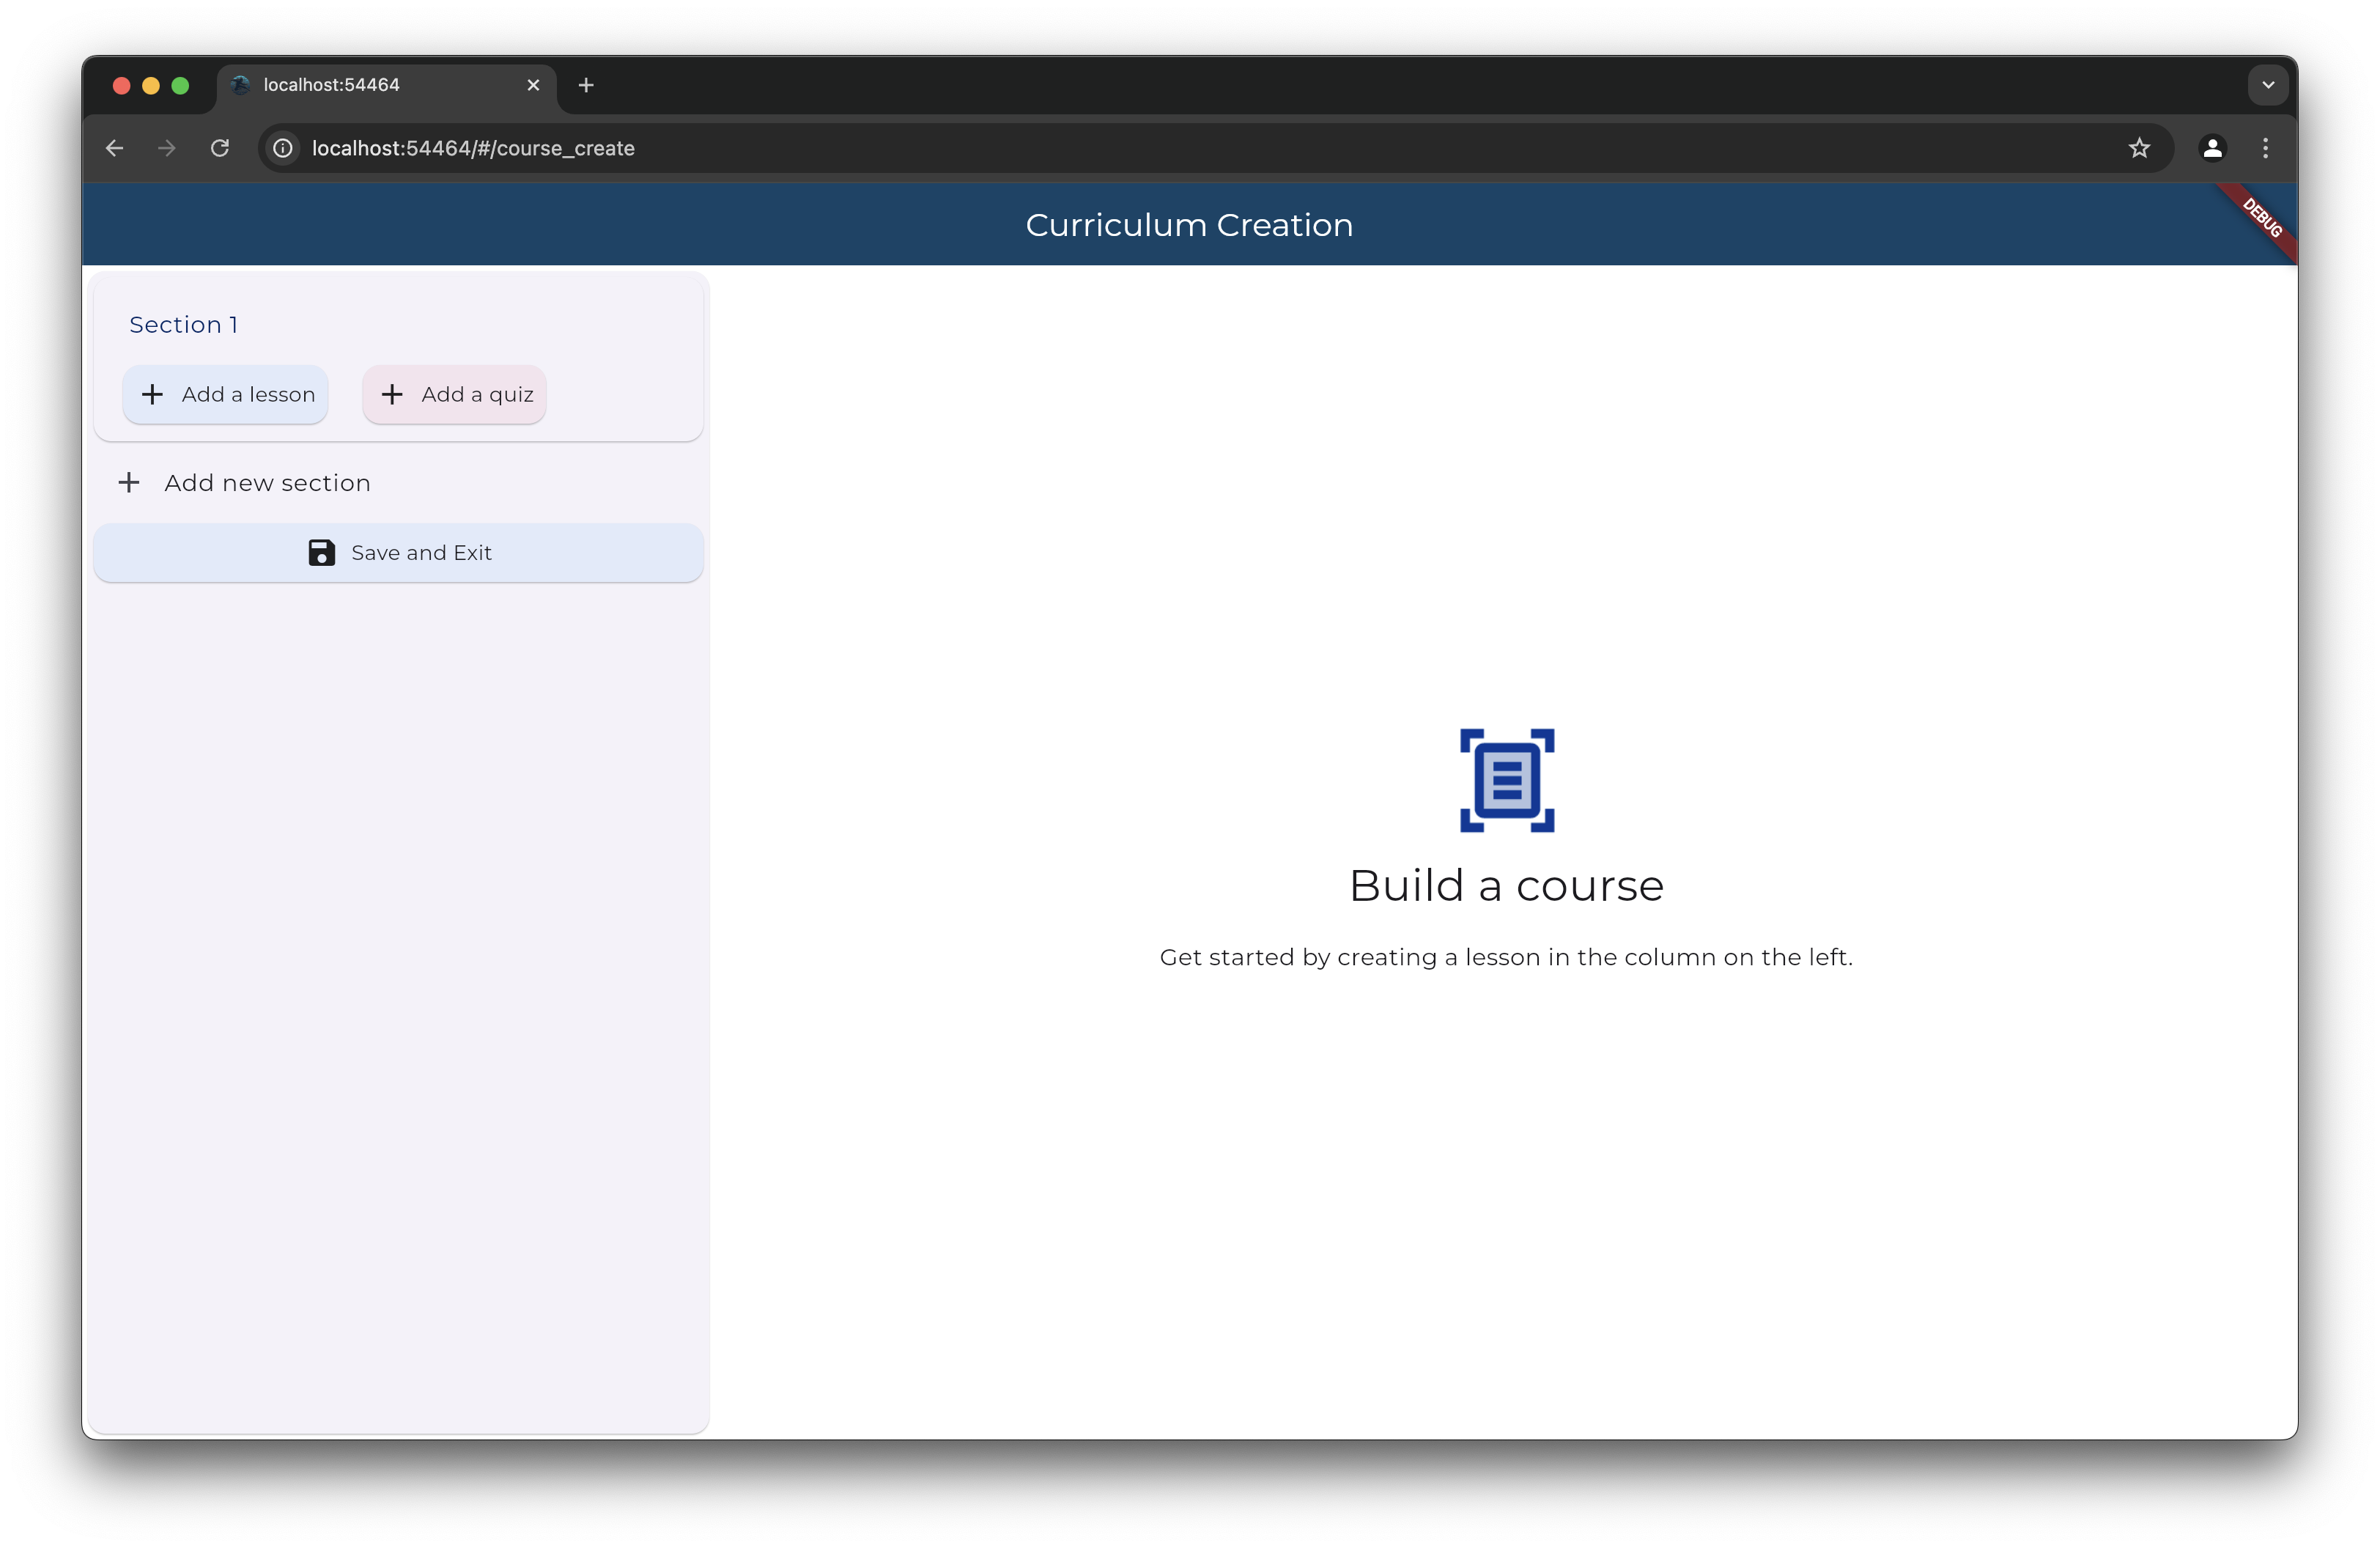 localhost:54464
localhost:54464/#/course_create
Curriculum Creation
DEBUG
Section 1
Add a lesson
Add a quiz
Add new section
Save and Exit
Build a course
Get started by creating a lesson in the column on the left.